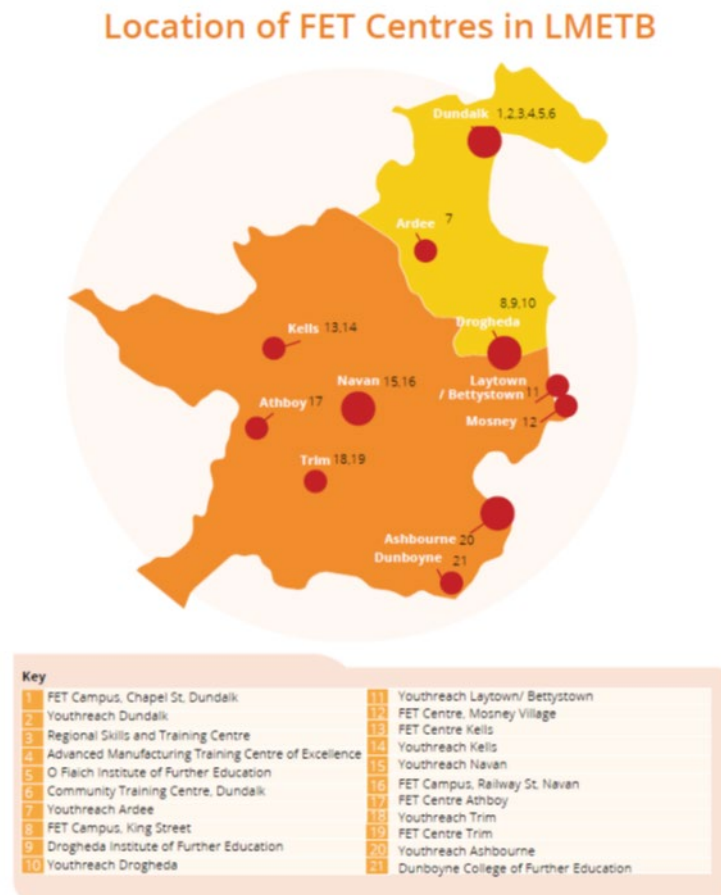 Location of FET Centres in LMETB
Dundalk 1,2,3,4,5,6
Ardee 7
8,9,10
Drogheda
Kells 13,14
Navan 15,16
Laytown
/ Bettystown 11
Athboy 17
Mosney 12
Trim 18,19
Ashbourne 20
Dunboyne 21
Key
1 FET Campus, Chapel St, Dundalk
2 Youthreach Dundalk
3 Regional Skills and Training Centre
4 Advanced Manufacturing Training Centre of Excellence
5 O Fiaich Institute of Further Education
6 Community Training Centre, Dundalk
7 Youthreach Ardee
8 FET Campus, King Street
9 Drogheda Institute of Further Education
10 Youthreach Drogheda
11 Youthreach Laytown/ Bettystown
12 FET Centre, Mosney Village
13 FET Centre Kells
14 Youthreach Kells
15 Youthreach Navan
16 FET Campus, Railway St, Navan
17 FET Centre Athboy
18 Youthreach Trim
19 FET Centre Trim
20 Youthreach Ashbourne
21 Dunboyne College of Further Education